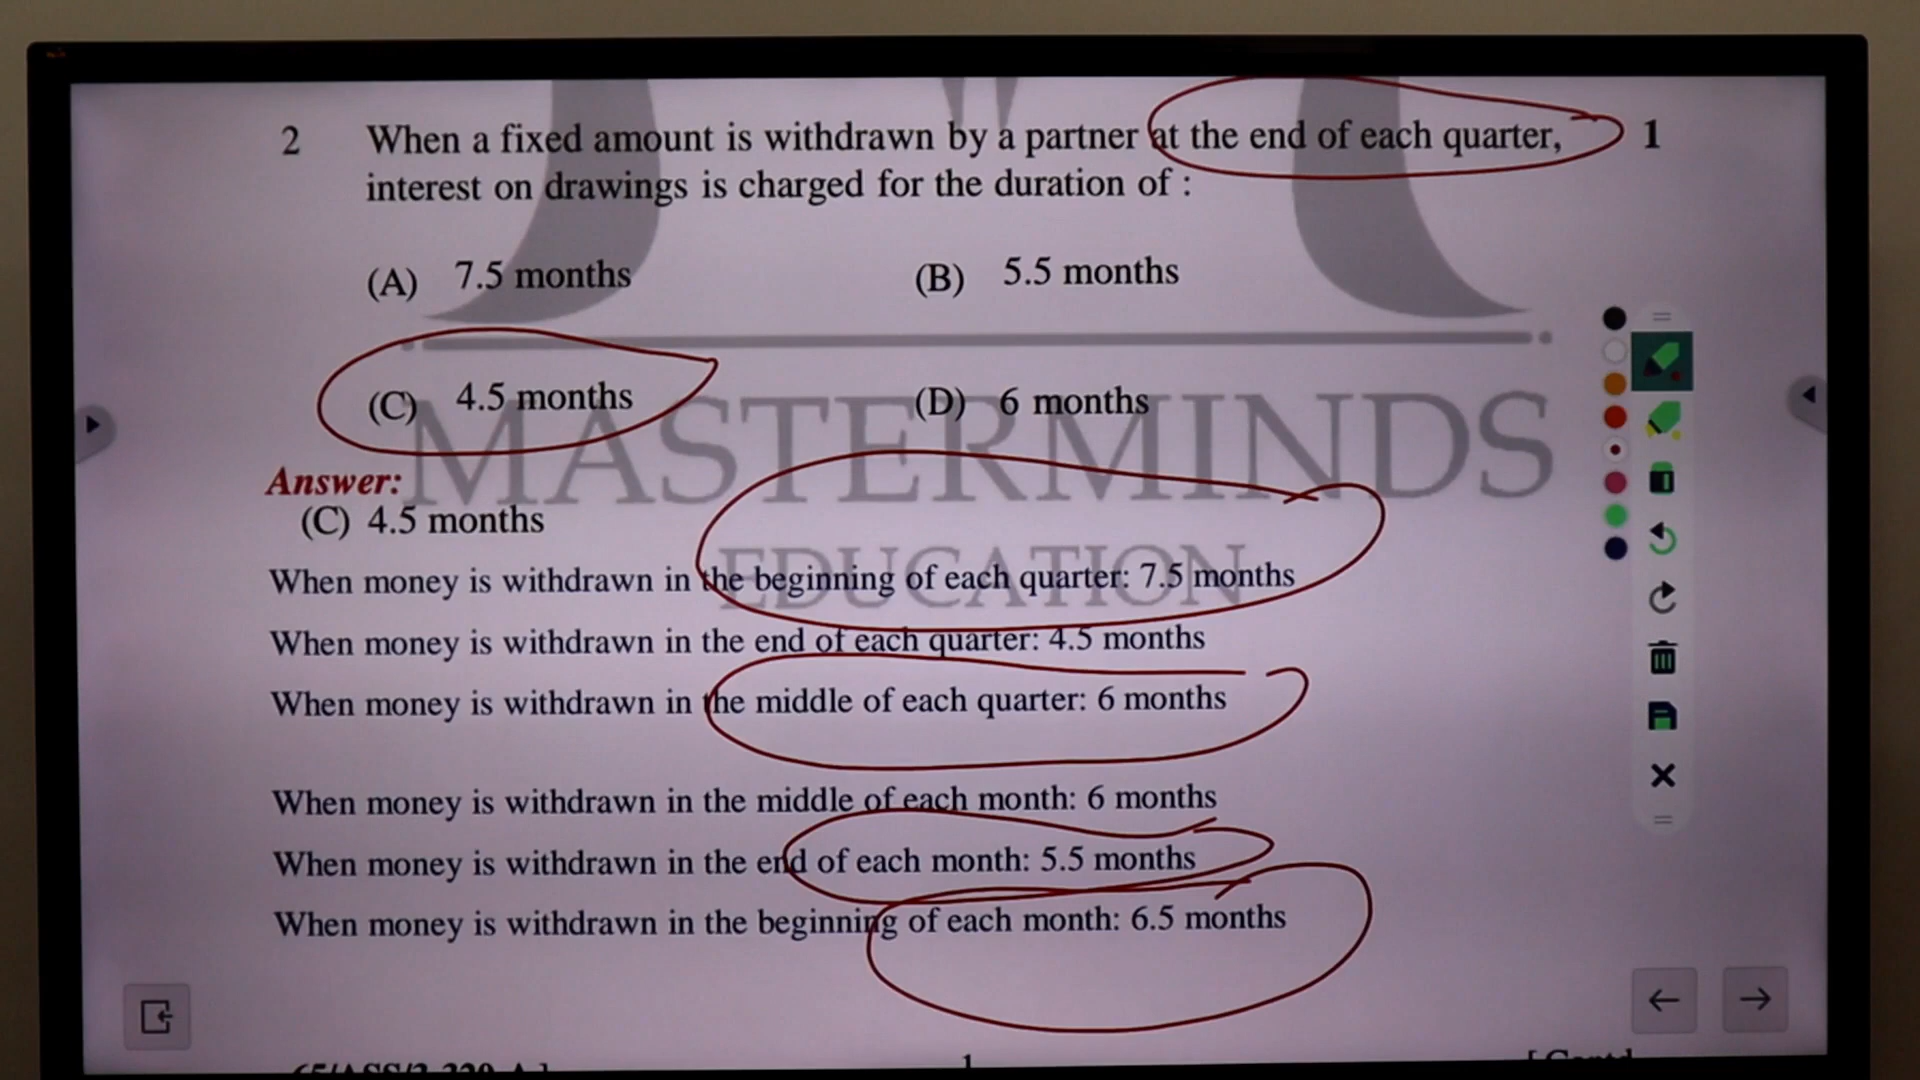 2 When a fixed amount is withdrawn by a partner at the end of each quarter, 1
interest on drawings is charged for the duration of :
(A) 7.5 months (B) 5.5 months
(C) 4.5 months (D) 6 months
MASTERMINDS
Answer:
(C) 4.5 months
EDUCATION
When money is withdrawn in the beginning of each quarter: 7.5 months
When money is withdrawn in the end of each quarter: 4.5 months
When money is withdrawn in the middle of each quarter: 6 months
When money is withdrawn in the middle of each month: 6 months
When money is withdrawn in the end of each month: 5.5 months
When money is withdrawn in the beginning of each month: 6.5 months
1